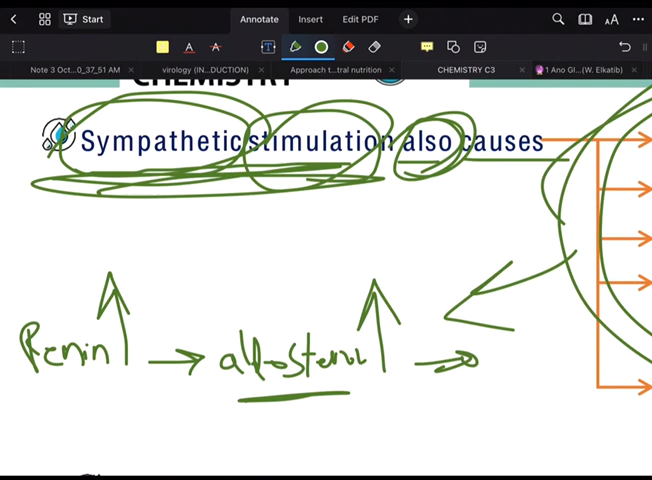 Start Annotate Insert Edit PDF
Note 3 Oct...0_37_51 AM virology (IN...DUCTION) Approach t...tral nutrition CHEMISTRY C3 1 Ano Gl...(W. Elkatib)
CHEMISTRY
Sympathetic stimulation also causes
Renin ↑ → aldosteron ↑ →